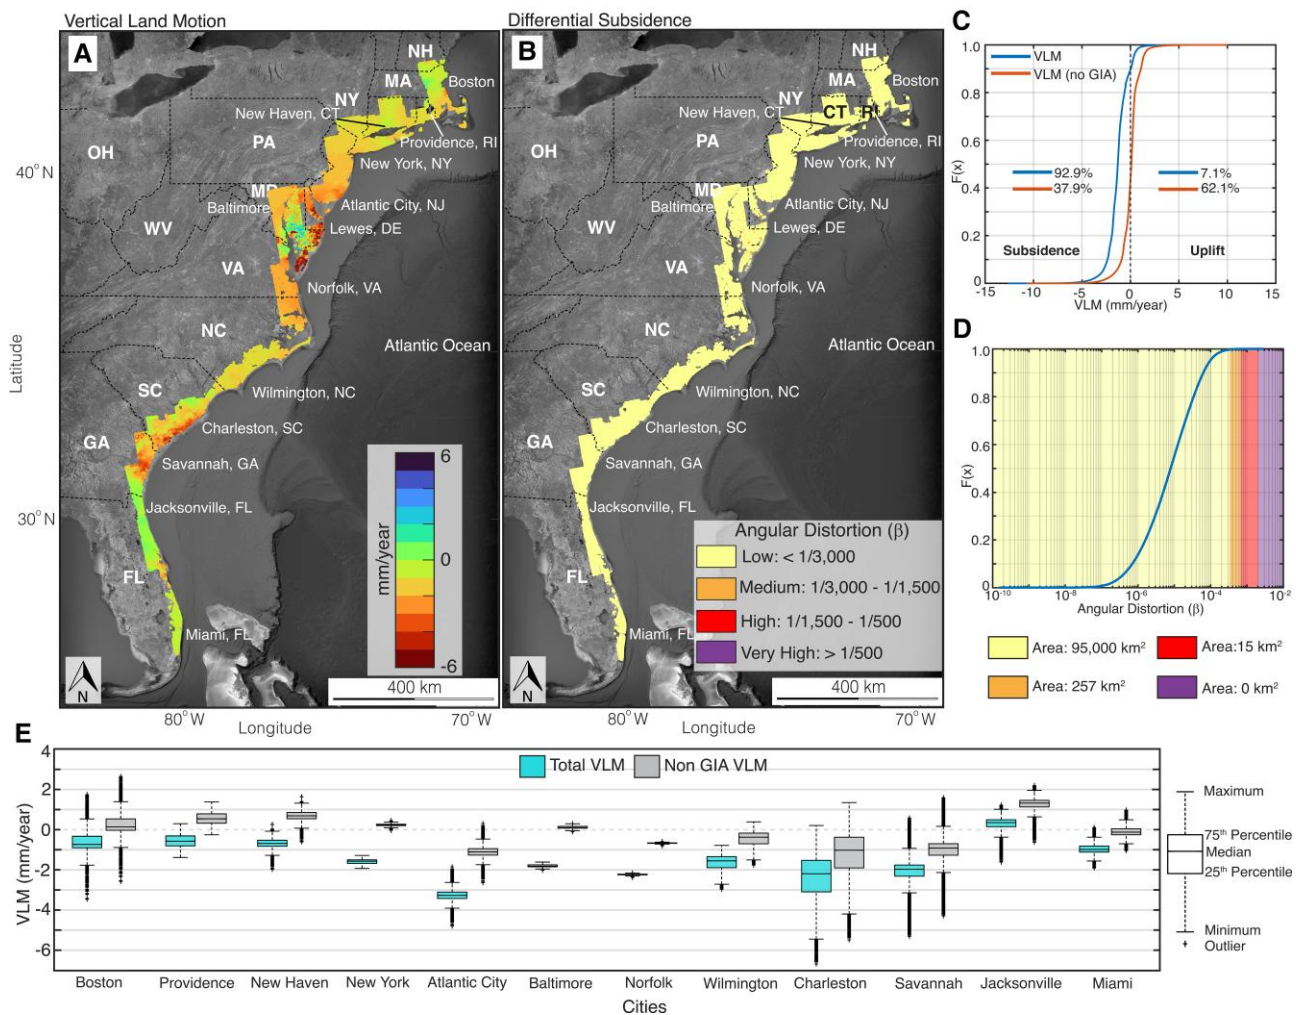 Vertical Land Motion
A
NH
MA
Boston
NY
New Haven, CT
Providence, RI
PA
New York, NY
OH
MD
Baltimore
Atlantic City, NJ
Lewes, DE
WV
VA
Norfolk, VA
NC
Atlantic Ocean
SC
Wilmington, NC
Charleston, SC
GA
Savannah, GA
Jacksonville, FL
FL
Miami, FL
6
0
-6
mm/year
400 km
N
40°N
30°N
Latitude
80°W
70°W
Longitude
Differential Subsidence
B
NH
MA
Boston
NY
New Haven, CT
CT
RI
Providence, RI
PA
New York, NY
OH
MD
Baltimore
Atlantic City, NJ
Lewes, DE
WV
VA
Norfolk, VA
NC
Atlantic Ocean
SC
Wilmington, NC
Charleston, SC
GA
Savannah, GA
Jacksonville, FL
FL
Miami, FL
Angular Distortion (β)
Low: < 1/3,000
Medium: 1/3,000 - 1/1,500
High: 1/1,500 - 1/500
Very High: > 1/500
400 km
N
80°W
70°W
Longitude
C
1.0
0.8
0.6
0.4
0.2
0
F(x)
VLM
VLM (no GIA)
92.9%
37.9%
7.1%
62.1%
Subsidence
Uplift
-15 -10 -5 0 5 10 15
VLM (mm/year)
D
1.0
0.8
0.6
0.4
0.2
0
F(x)
10⁻¹⁰ 10⁻⁸ 10⁻⁶ 10⁻⁴ 10⁻²
Angular Distortion (β)
Area: 95,000 km²
Area:15 km²
Area: 257 km²
Area: 0 km²
E
4
2
0
-2
-4
-6
VLM (mm/year)
Total VLM
Non GIA VLM
Boston Providence New Haven New York Atlantic City Baltimore Norfolk Wilmington Charleston Savannah Jacksonville Miami
Cities
Maximum
75th Percentile
Median
25th Percentile
Minimum
Outlier